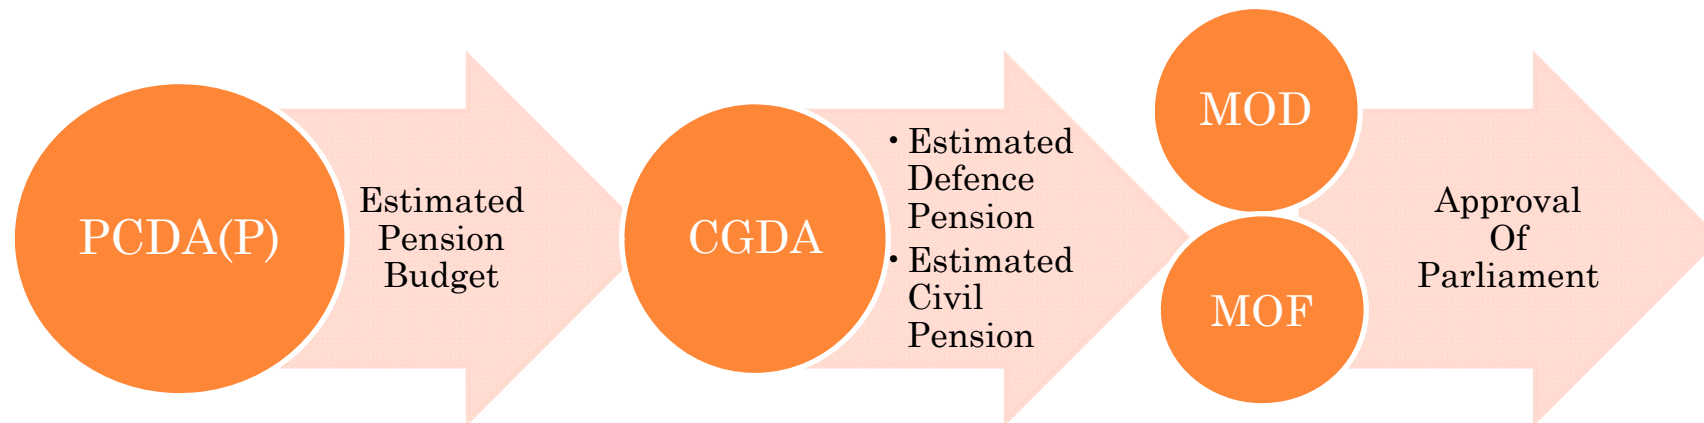 PCDA(P)
Estimated
Pension
Budget
CGDA
• Estimated
Defence
Pension
• Estimated
Civil
Pension
MOD
MOF
Approval
Of
Parliament